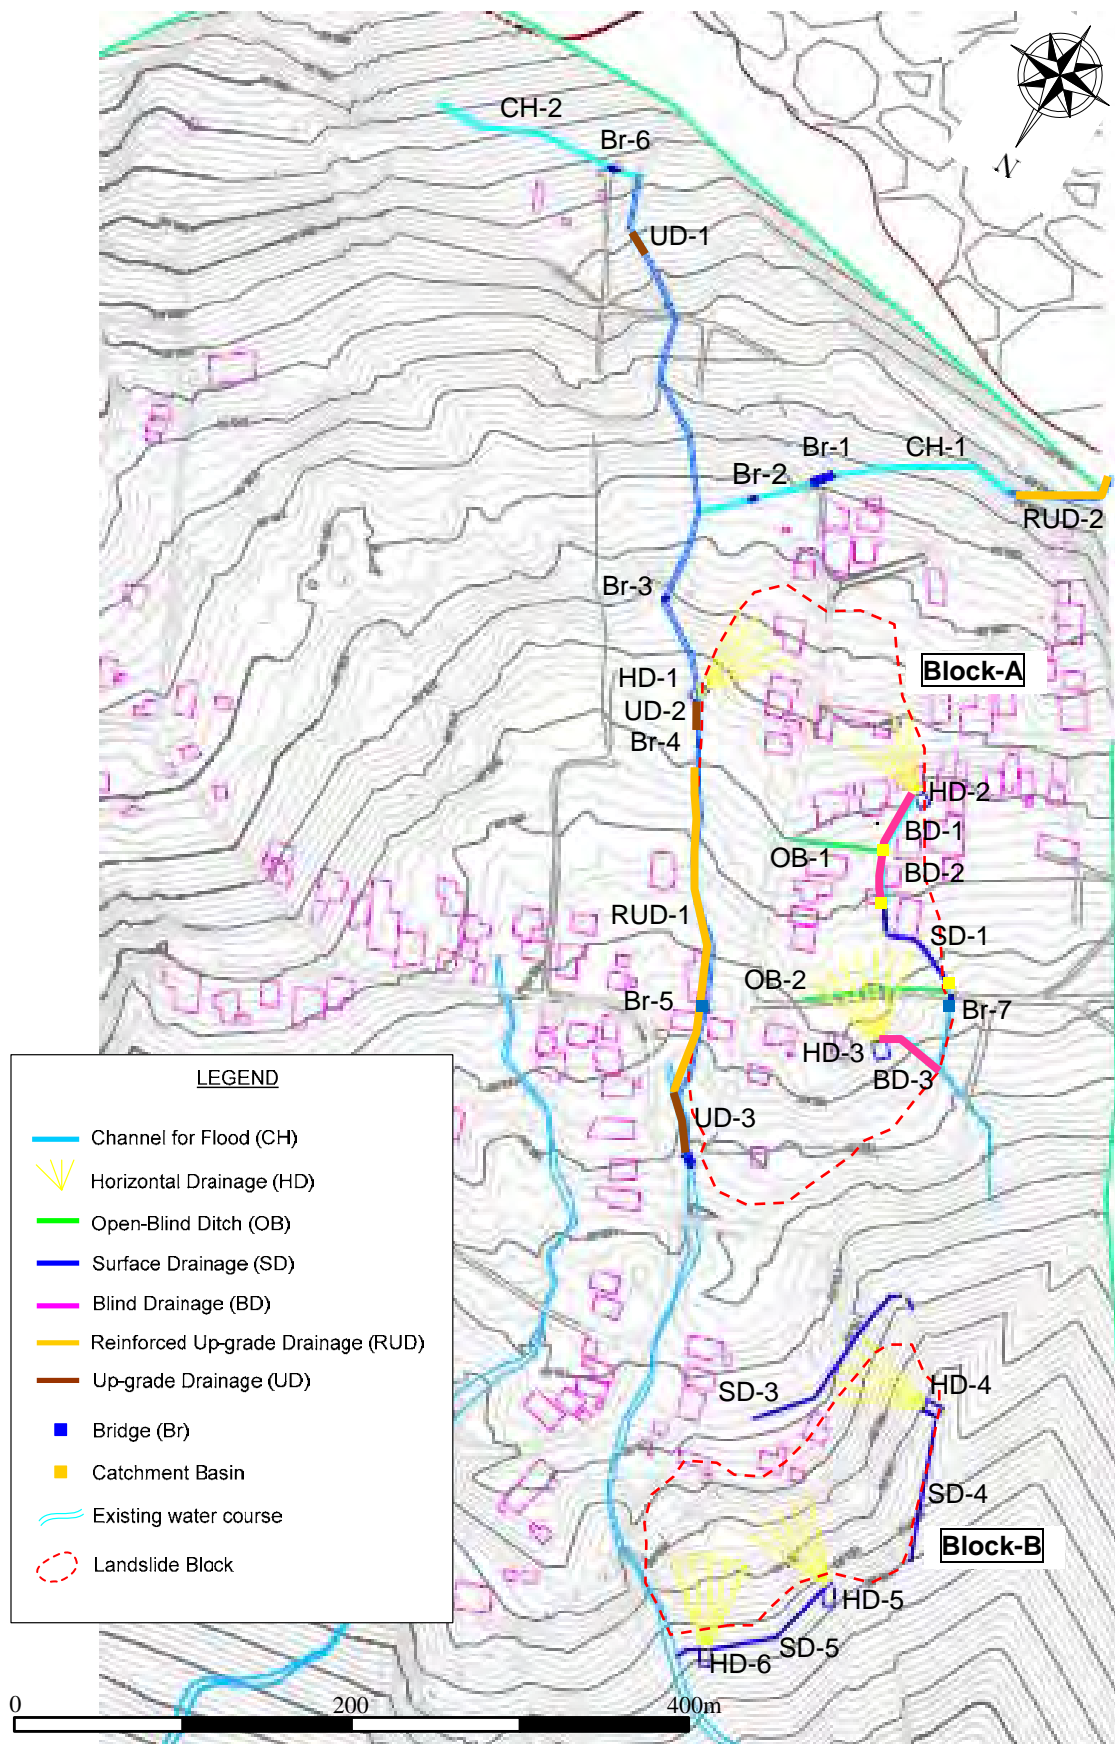 CH-2
Br-6
N
UD-1
Br-1
CH-1
Br-2
RUD-2
Br-3
Block-A
HD-1
UD-2
Br-4
HD-2
BD-1
OB-1
BD-2
RUD-1
SD-1
OB-2
Br-5
Br-7
HD-3
BD-3
UD-3
LEGEND
Channel for Flood (CH)
Horizontal Drainage (HD)
Open-Blind Ditch (OB)
Surface Drainage (SD)
Blind Drainage (BD)
Reinforced Up-grade Drainage (RUD)
Up-grade Drainage (UD)
Bridge (Br)
Catchment Basin
Existing water course
Landslide Block
SD-3
HD-4
SD-4
Block-B
HD-5
SD-5
HD-6
0 200 400m